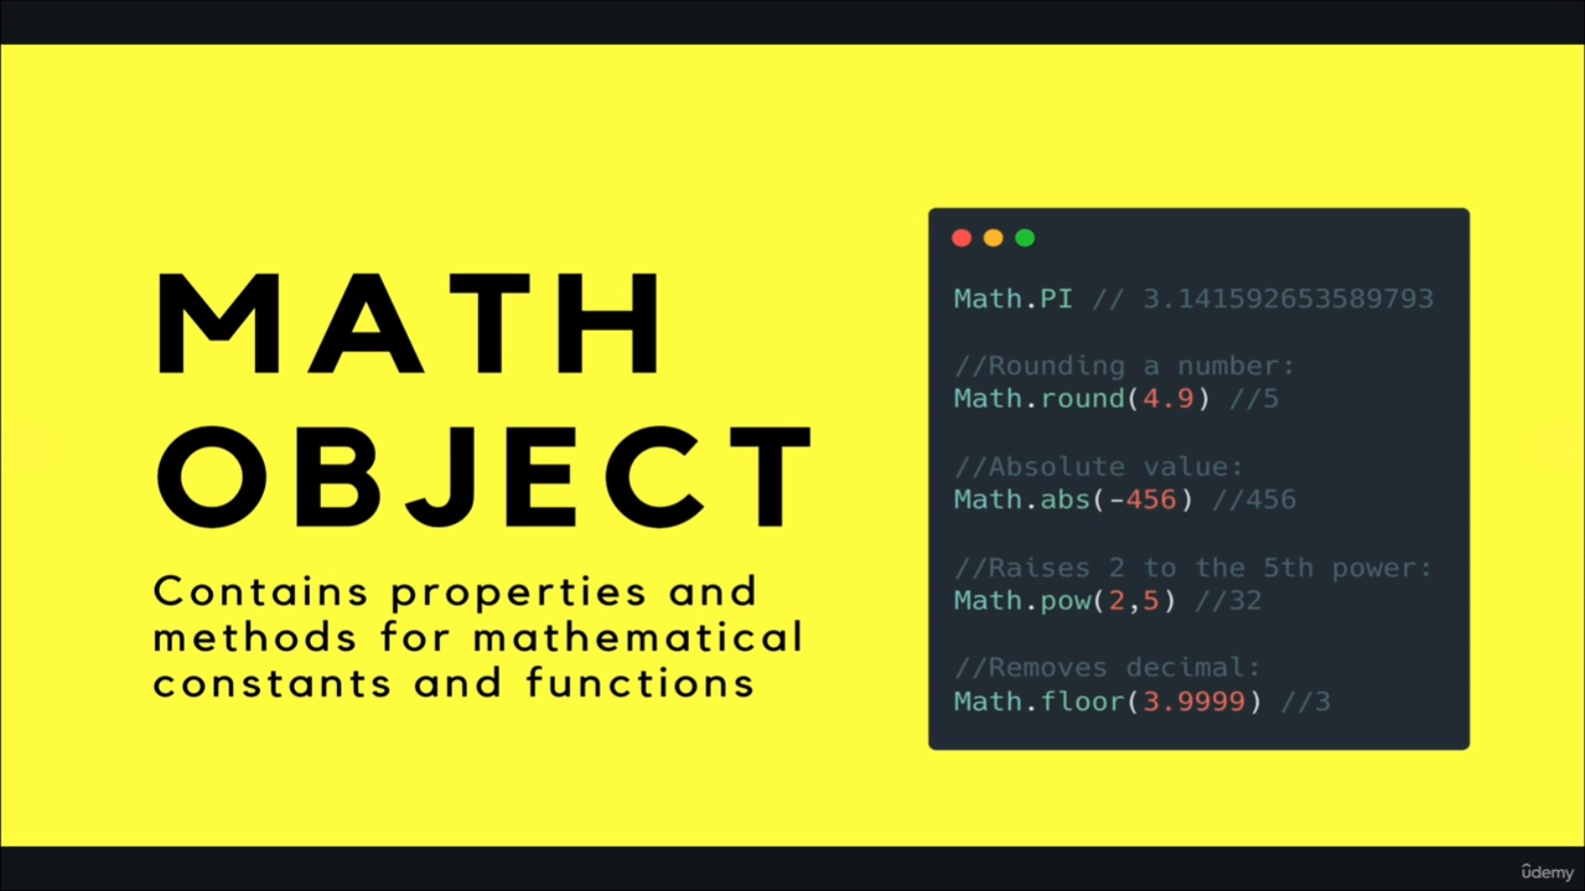 MATH
OBJECT
Contains properties and
methods for mathematical
constants and functions
Math.PI // 3.141592653589793
//Rounding a number:
Math.round(4.9) //5
//Absolute value:
Math.abs(-456) //456
//Raises 2 to the 5th power:
Math.pow(2,5) //32
//Removes decimal:
Math.floor(3.9999) //3
ûdemy